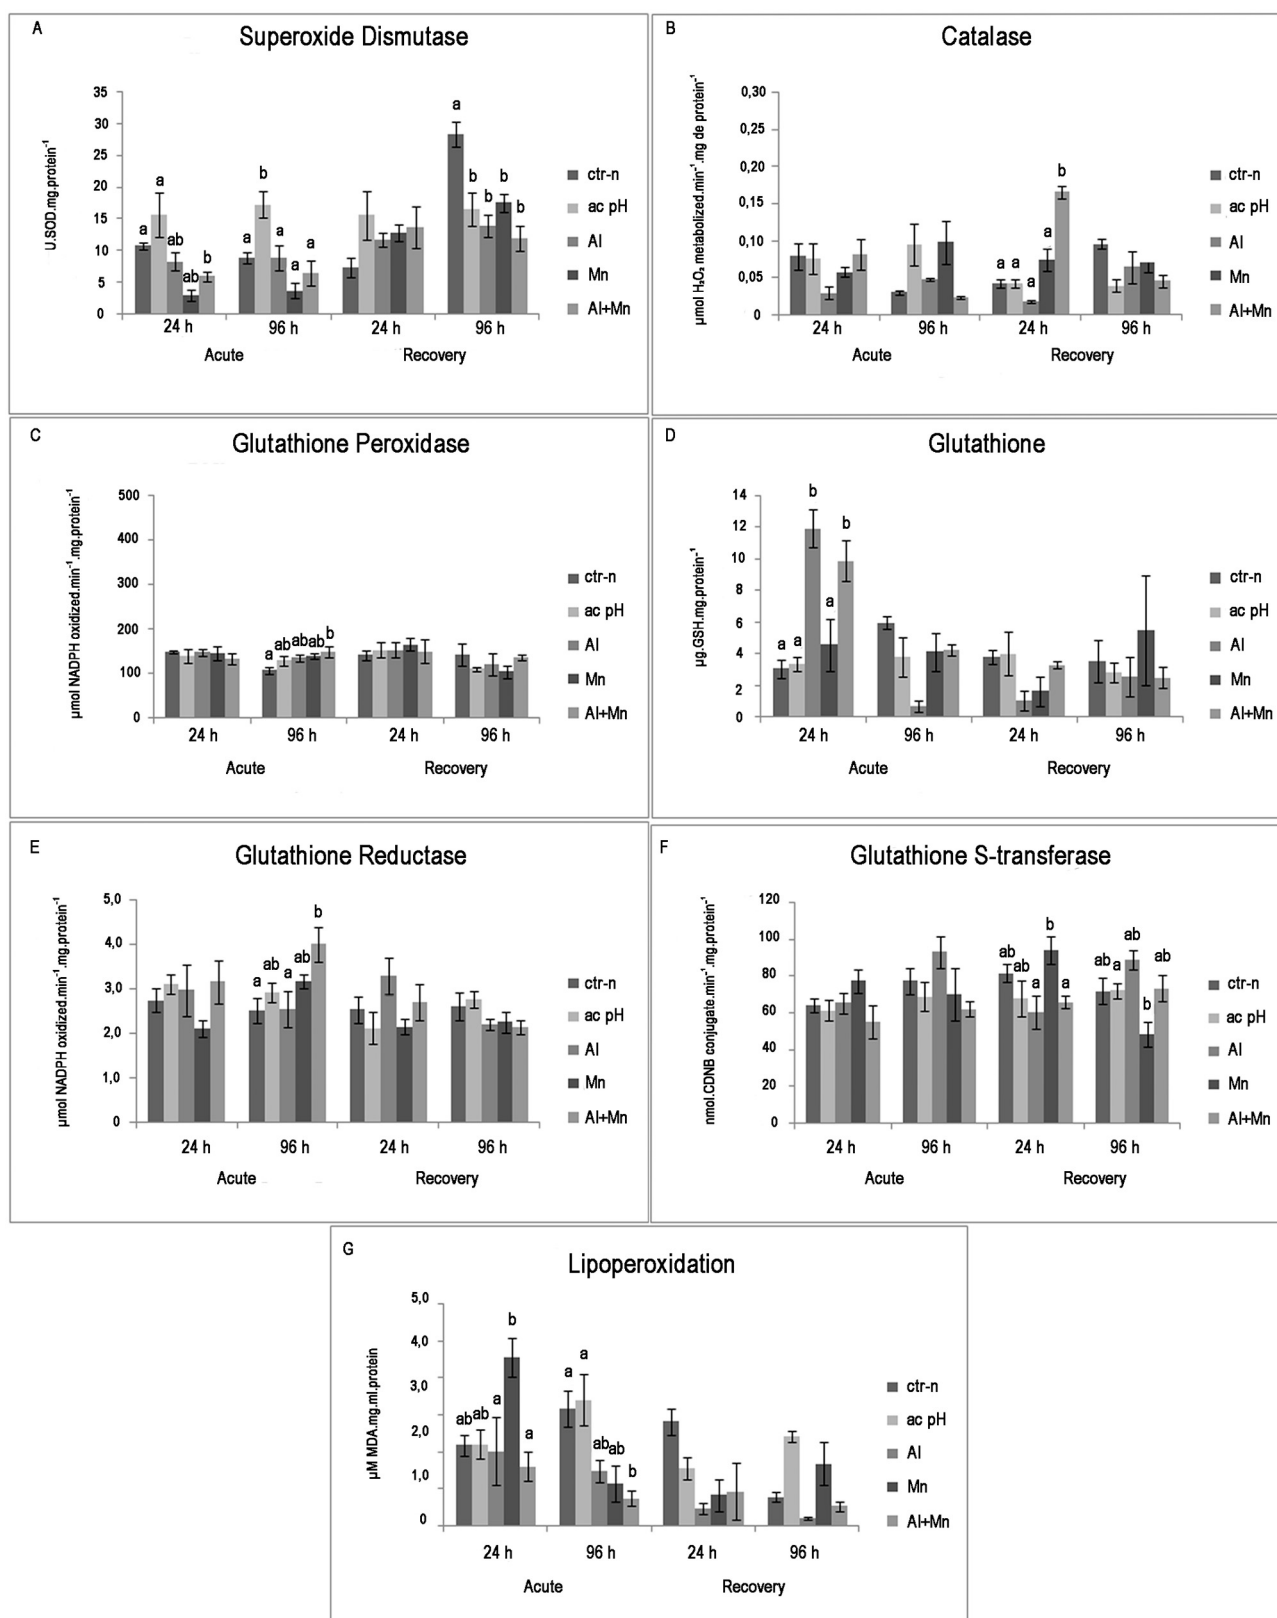 A
Superoxide Dismutase
U.SOD.mg.protein⁻¹
35
30
25
20
15
10
5
0
a a ab ab b
a b a a a
a b b b b
24 h 96 h 24 h 96 h
Acute Recovery
ctr-n
ac pH
Al
Mn
Al+Mn
B
Catalase
µmol H₂O₂ metabolized.min⁻¹.mg de protein⁻¹
0,30
0,25
0,20
0,15
0,10
0,05
0
a a a a b
24 h 96 h 24 h 96 h
Acute Recovery
ctr-n
ac pH
Al
Mn
Al+Mn
C
Glutathione Peroxidase
µmol NADPH oxidized.min⁻¹.mg.protein⁻¹
500
400
300
200
100
0
a ab ab ab b
24 h 96 h 24 h 96 h
Acute Recovery
ctr-n
ac pH
Al
Mn
Al+Mn
D
Glutathione
µg.GSH.mg.protein⁻¹
14
12
10
8
6
4
2
0
a a b a b
24 h 96 h 24 h 96 h
Acute Recovery
ctr-n
ac pH
Al
Mn
Al+Mn
E
Glutathione Reductase
µmol NADPH oxidized.min⁻¹.mg.protein⁻¹
5,0
4,0
3,0
2,0
1,0
0
a ab a ab b
24 h 96 h 24 h 96 h
Acute Recovery
ctr-n
ac pH
Al
Mn
Al+Mn
F
Glutathione S-transferase
nmol.CDNB conjugate.min⁻¹.mg.protein⁻¹
120
100
80
60
40
20
0
ab ab a b a
ab a ab b ab
24 h 96 h 24 h 96 h
Acute Recovery
ctr-n
ac pH
Al
Mn
Al+Mn
G
Lipoperoxidation
µM MDA.mg.ml.protein
5,0
4,0
3,0
2,0
1,0
0
ab ab a b a
a a ab ab b
24 h 96 h 24 h 96 h
Acute Recovery
ctr-n
ac pH
Al
Mn
Al+Mn